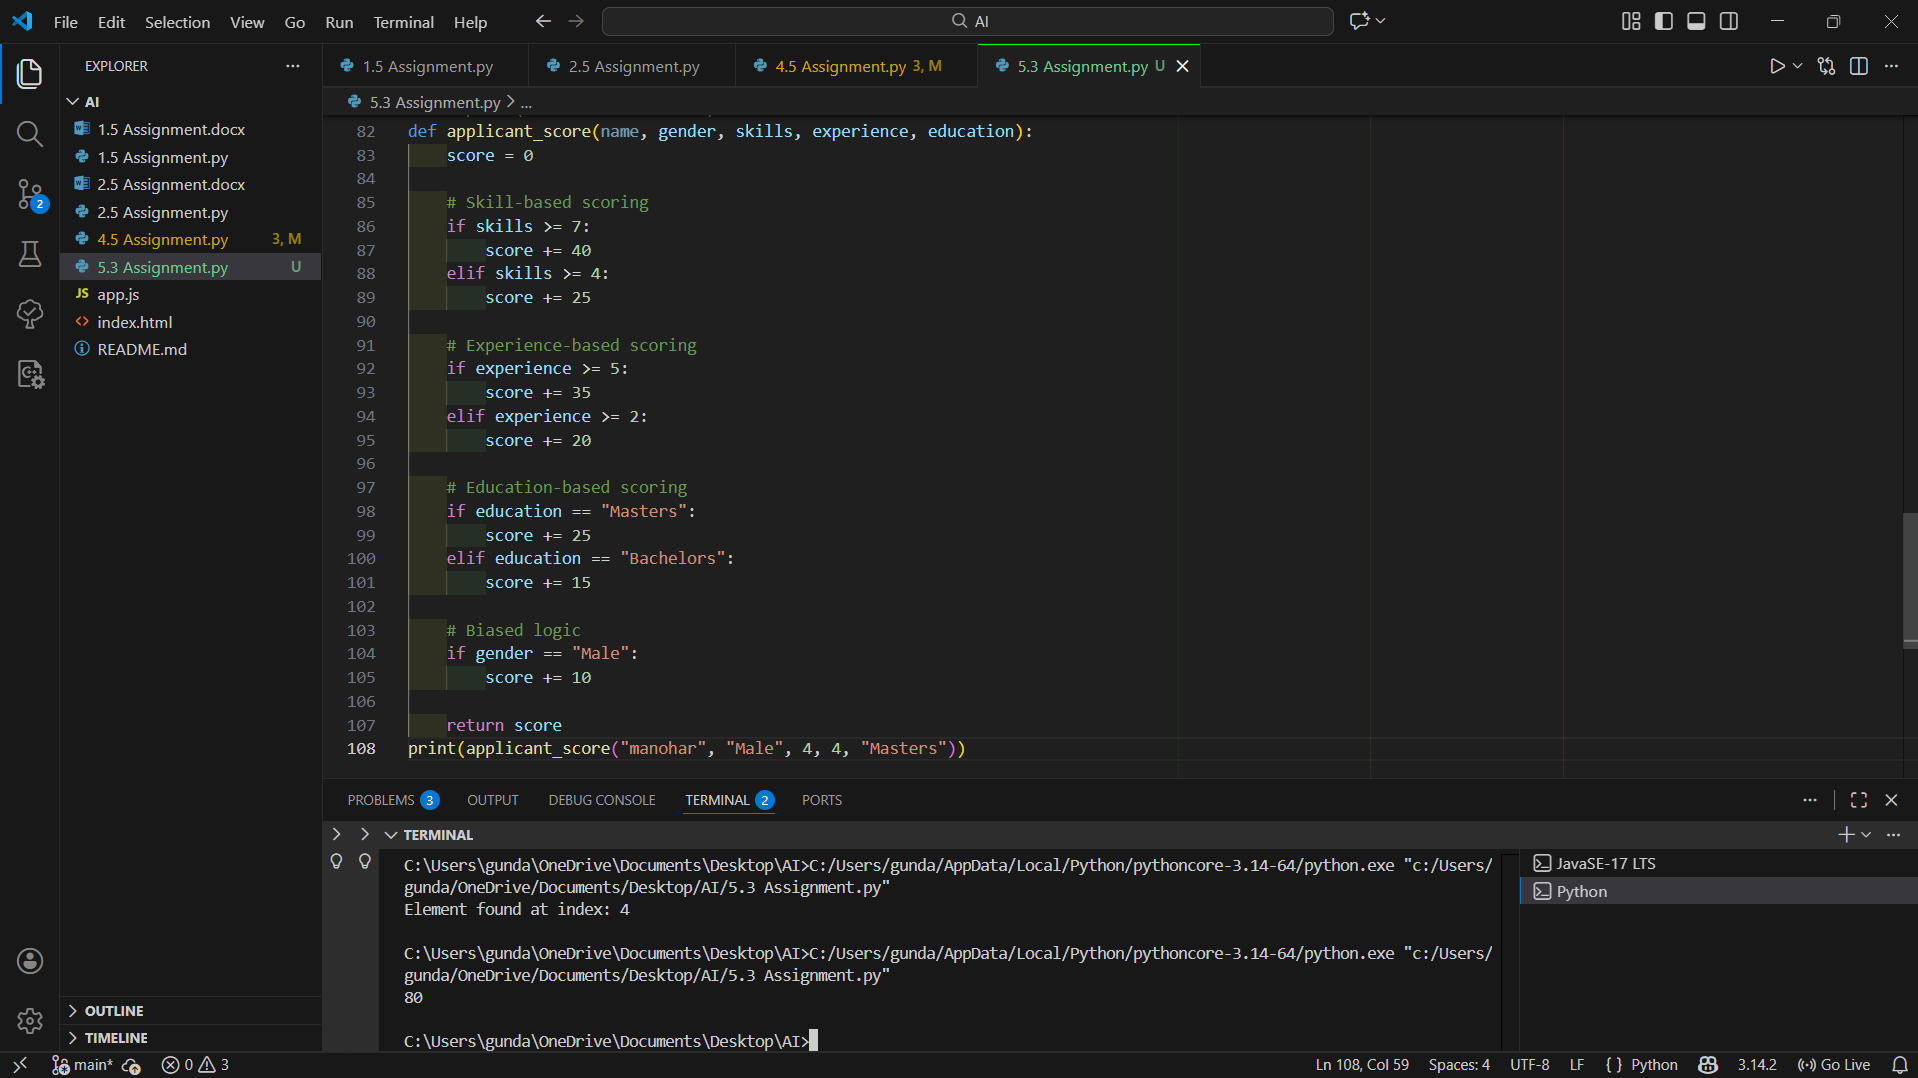 File Edit Selection View Go Run Terminal Help
AI
EXPLORER
1.5 Assignment.py
2.5 Assignment.py
4.5 Assignment.py 3, M
5.3 Assignment.py U
5.3 Assignment.py > ...
AI
1.5 Assignment.docx
1.5 Assignment.py
2.5 Assignment.docx
2.5 Assignment.py
4.5 Assignment.py 3, M
5.3 Assignment.py U
JS app.js
index.html
README.md
2
OUTLINE
TIMELINE
82 def applicant_score(name, gender, skills, experience, education):
83 score = 0
84
85 # Skill-based scoring
86 if skills >= 7:
87 score += 40
88 elif skills >= 4:
89 score += 25
90
91 # Experience-based scoring
92 if experience >= 5:
93 score += 35
94 elif experience >= 2:
95 score += 20
96
97 # Education-based scoring
98 if education == "Masters":
99 score += 25
100 elif education == "Bachelors":
101 score += 15
102
103 # Biased logic
104 if gender == "Male":
105 score += 10
106
107 return score
108 print(applicant_score("manohar", "Male", 4, 4, "Masters"))
PROBLEMS 3 OUTPUT DEBUG CONSOLE TERMINAL 2 PORTS
TERMINAL
C:\Users\gunda\OneDrive\Documents\Desktop\AI>C:/Users/gunda/AppData/Local/Python/pythoncore-3.14-64/python.exe "c:/Users/
gunda/OneDrive/Documents/Desktop/AI/5.3 Assignment.py"
Element found at index: 4
C:\Users\gunda\OneDrive\Documents\Desktop\AI>C:/Users/gunda/AppData/Local/Python/pythoncore-3.14-64/python.exe "c:/Users/
gunda/OneDrive/Documents/Desktop/AI/5.3 Assignment.py"
80
C:\Users\gunda\OneDrive\Documents\Desktop\AI>
JavaSE-17 LTS
Python
main* 0 3 Ln 108, Col 59 Spaces: 4 UTF-8 LF { } Python 3.14.2 Go Live